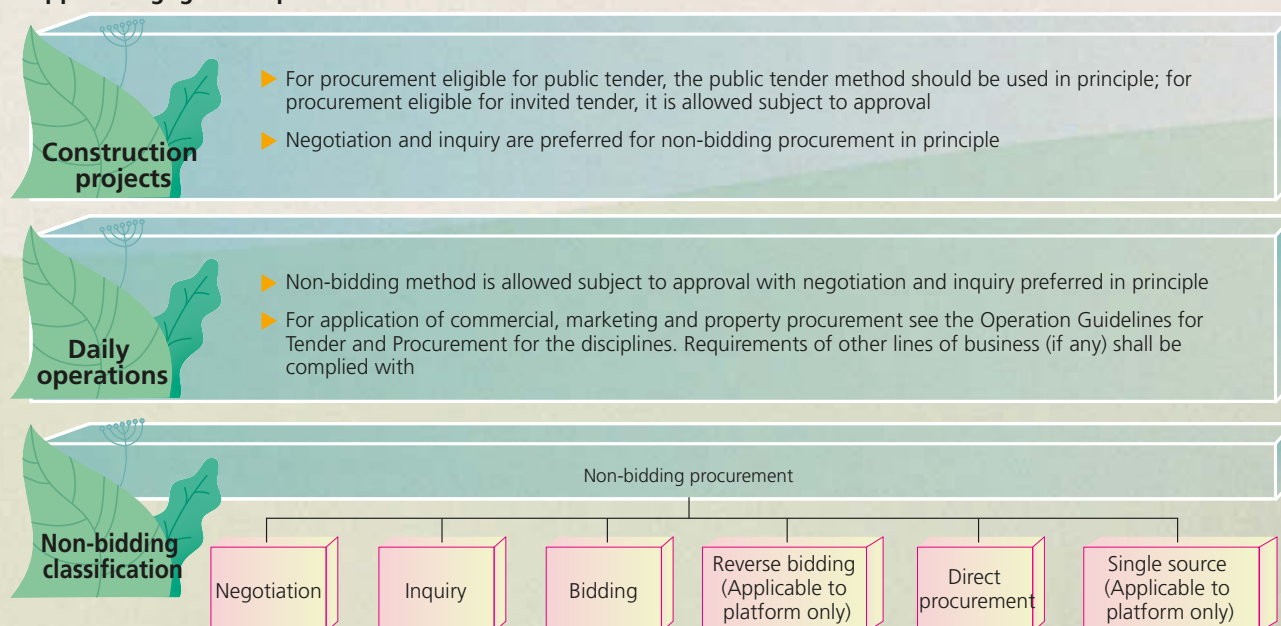 Construction
projects
▶ For procurement eligible for public tender, the public tender method should be used in principle; for
procurement eligible for invited tender, it is allowed subject to approval
▶ Negotiation and inquiry are preferred for non-bidding procurement in principle
Daily
operations
▶ Non-bidding method is allowed subject to approval with negotiation and inquiry preferred in principle
▶ For application of commercial, marketing and property procurement see the Operation Guidelines for
Tender and Procurement for the disciplines. Requirements of other lines of business (if any) shall be
complied with
Non-bidding
classification
Non-bidding procurement
Negotiation
Inquiry
Bidding
Reverse bidding
(Applicable to
platform only)
Direct
procurement
Single source
(Applicable to
platform only)